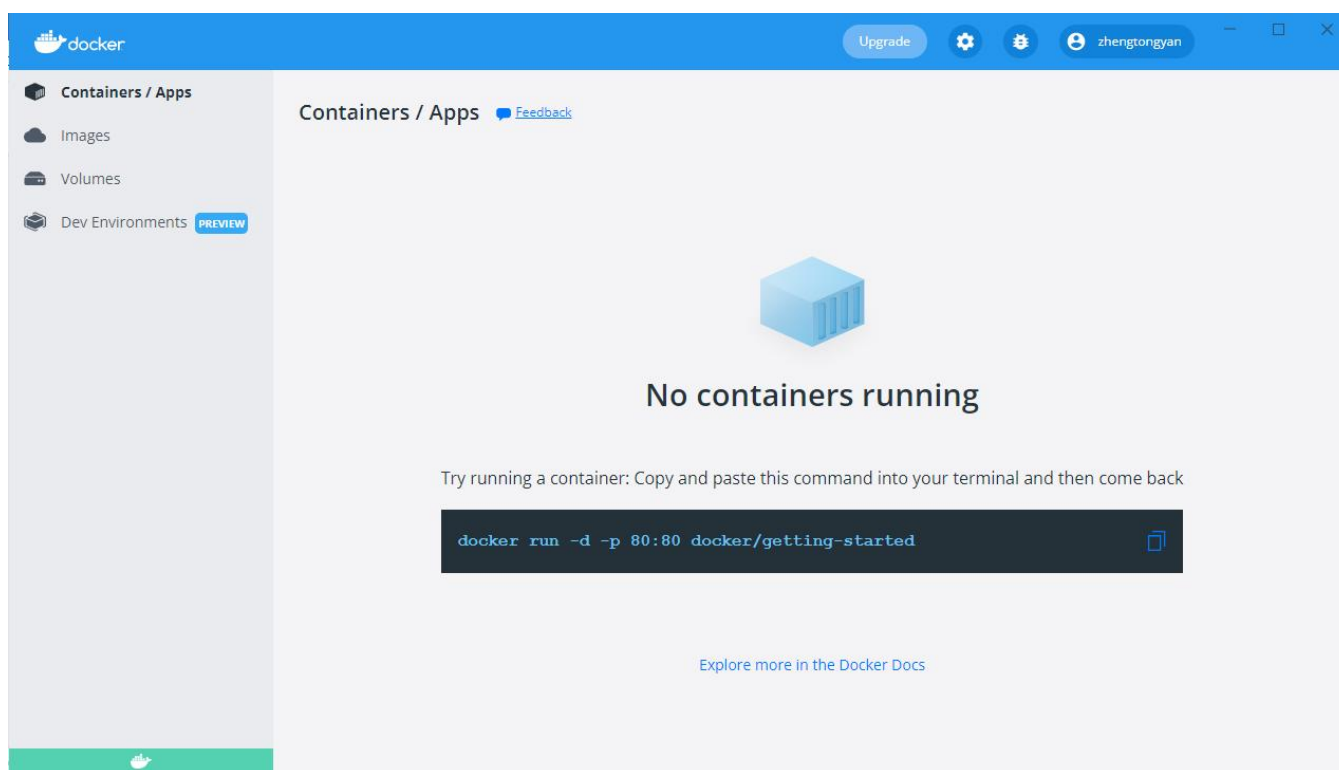 docker
Upgrade
zhengtongyan
Containers / Apps
Images
Volumes
Dev Environments PREVIEW
Containers / Apps Feedback
No containers running
Try running a container: Copy and paste this command into your terminal and then come back
docker run -d -p 80:80 docker/getting-started
Explore more in the Docker Docs